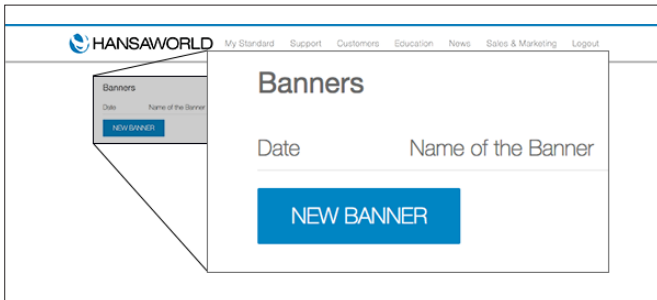 HANSAWORLD My Standard Support Customers Education News Sales & Marketing Logout
Banners
Date Name of the Banner
NEW BANNER
Banners
Date Name of the Banner
NEW BANNER